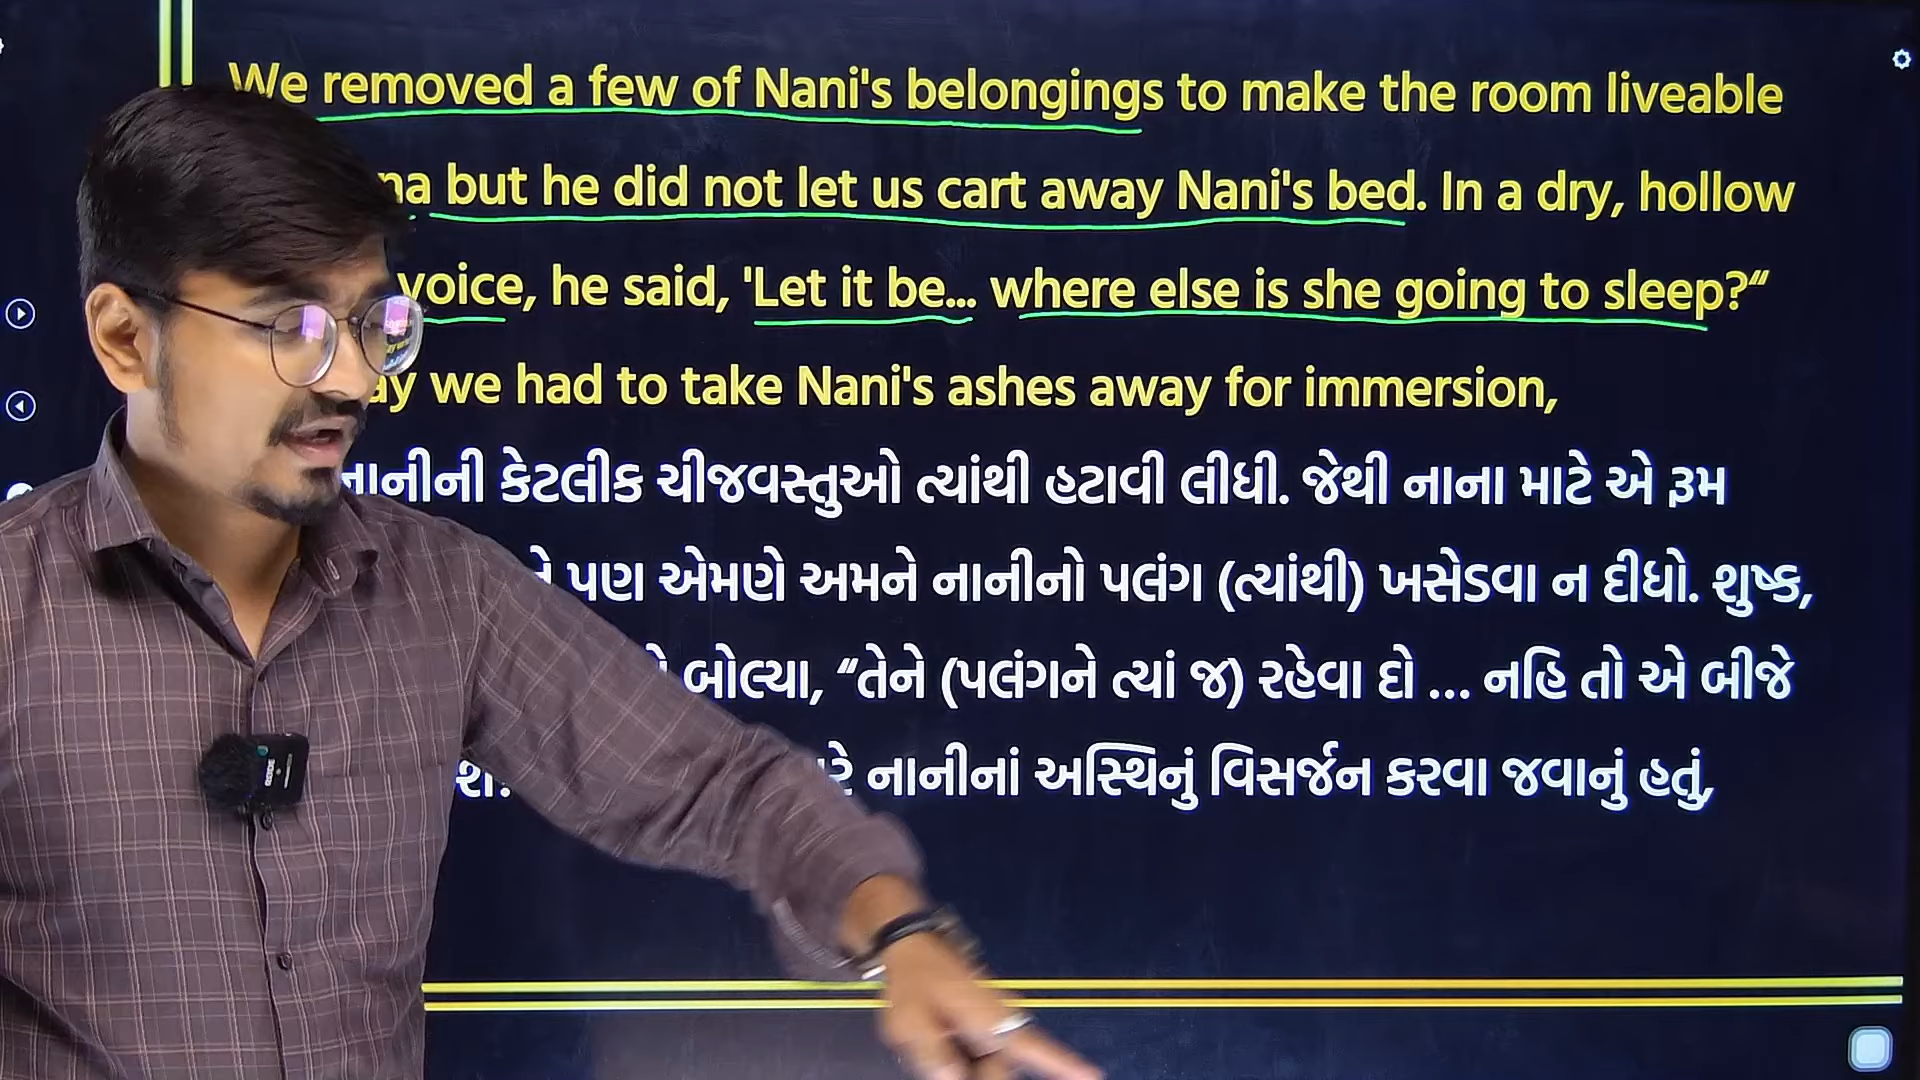 We removed a few of Nani's belongings to make the room liveable
but he did not let us cart away Nani's bed. In a dry, hollow
voice, he said, 'Let it be... where else is she going to sleep?“
we had to take Nani's ashes away for immersion,
નાનીની કેટલીક ચીજવસ્તુઓ ત્યાંથી હટાવી લીધી. જેથી નાના માટે એ રૂમ
પણ એમણે અમને નાનીનો પલંગ (ત્યાંથી) ખસેડવા ન દીધો. શુષ્ક,
બોલ્યા, “તેને (પલંગને ત્યાં જ) રહેવા દો ... નહિ તો એ બીજે
નાનીનાં અસ્થિનું વિસર્જન કરવા જવાનું હતું,